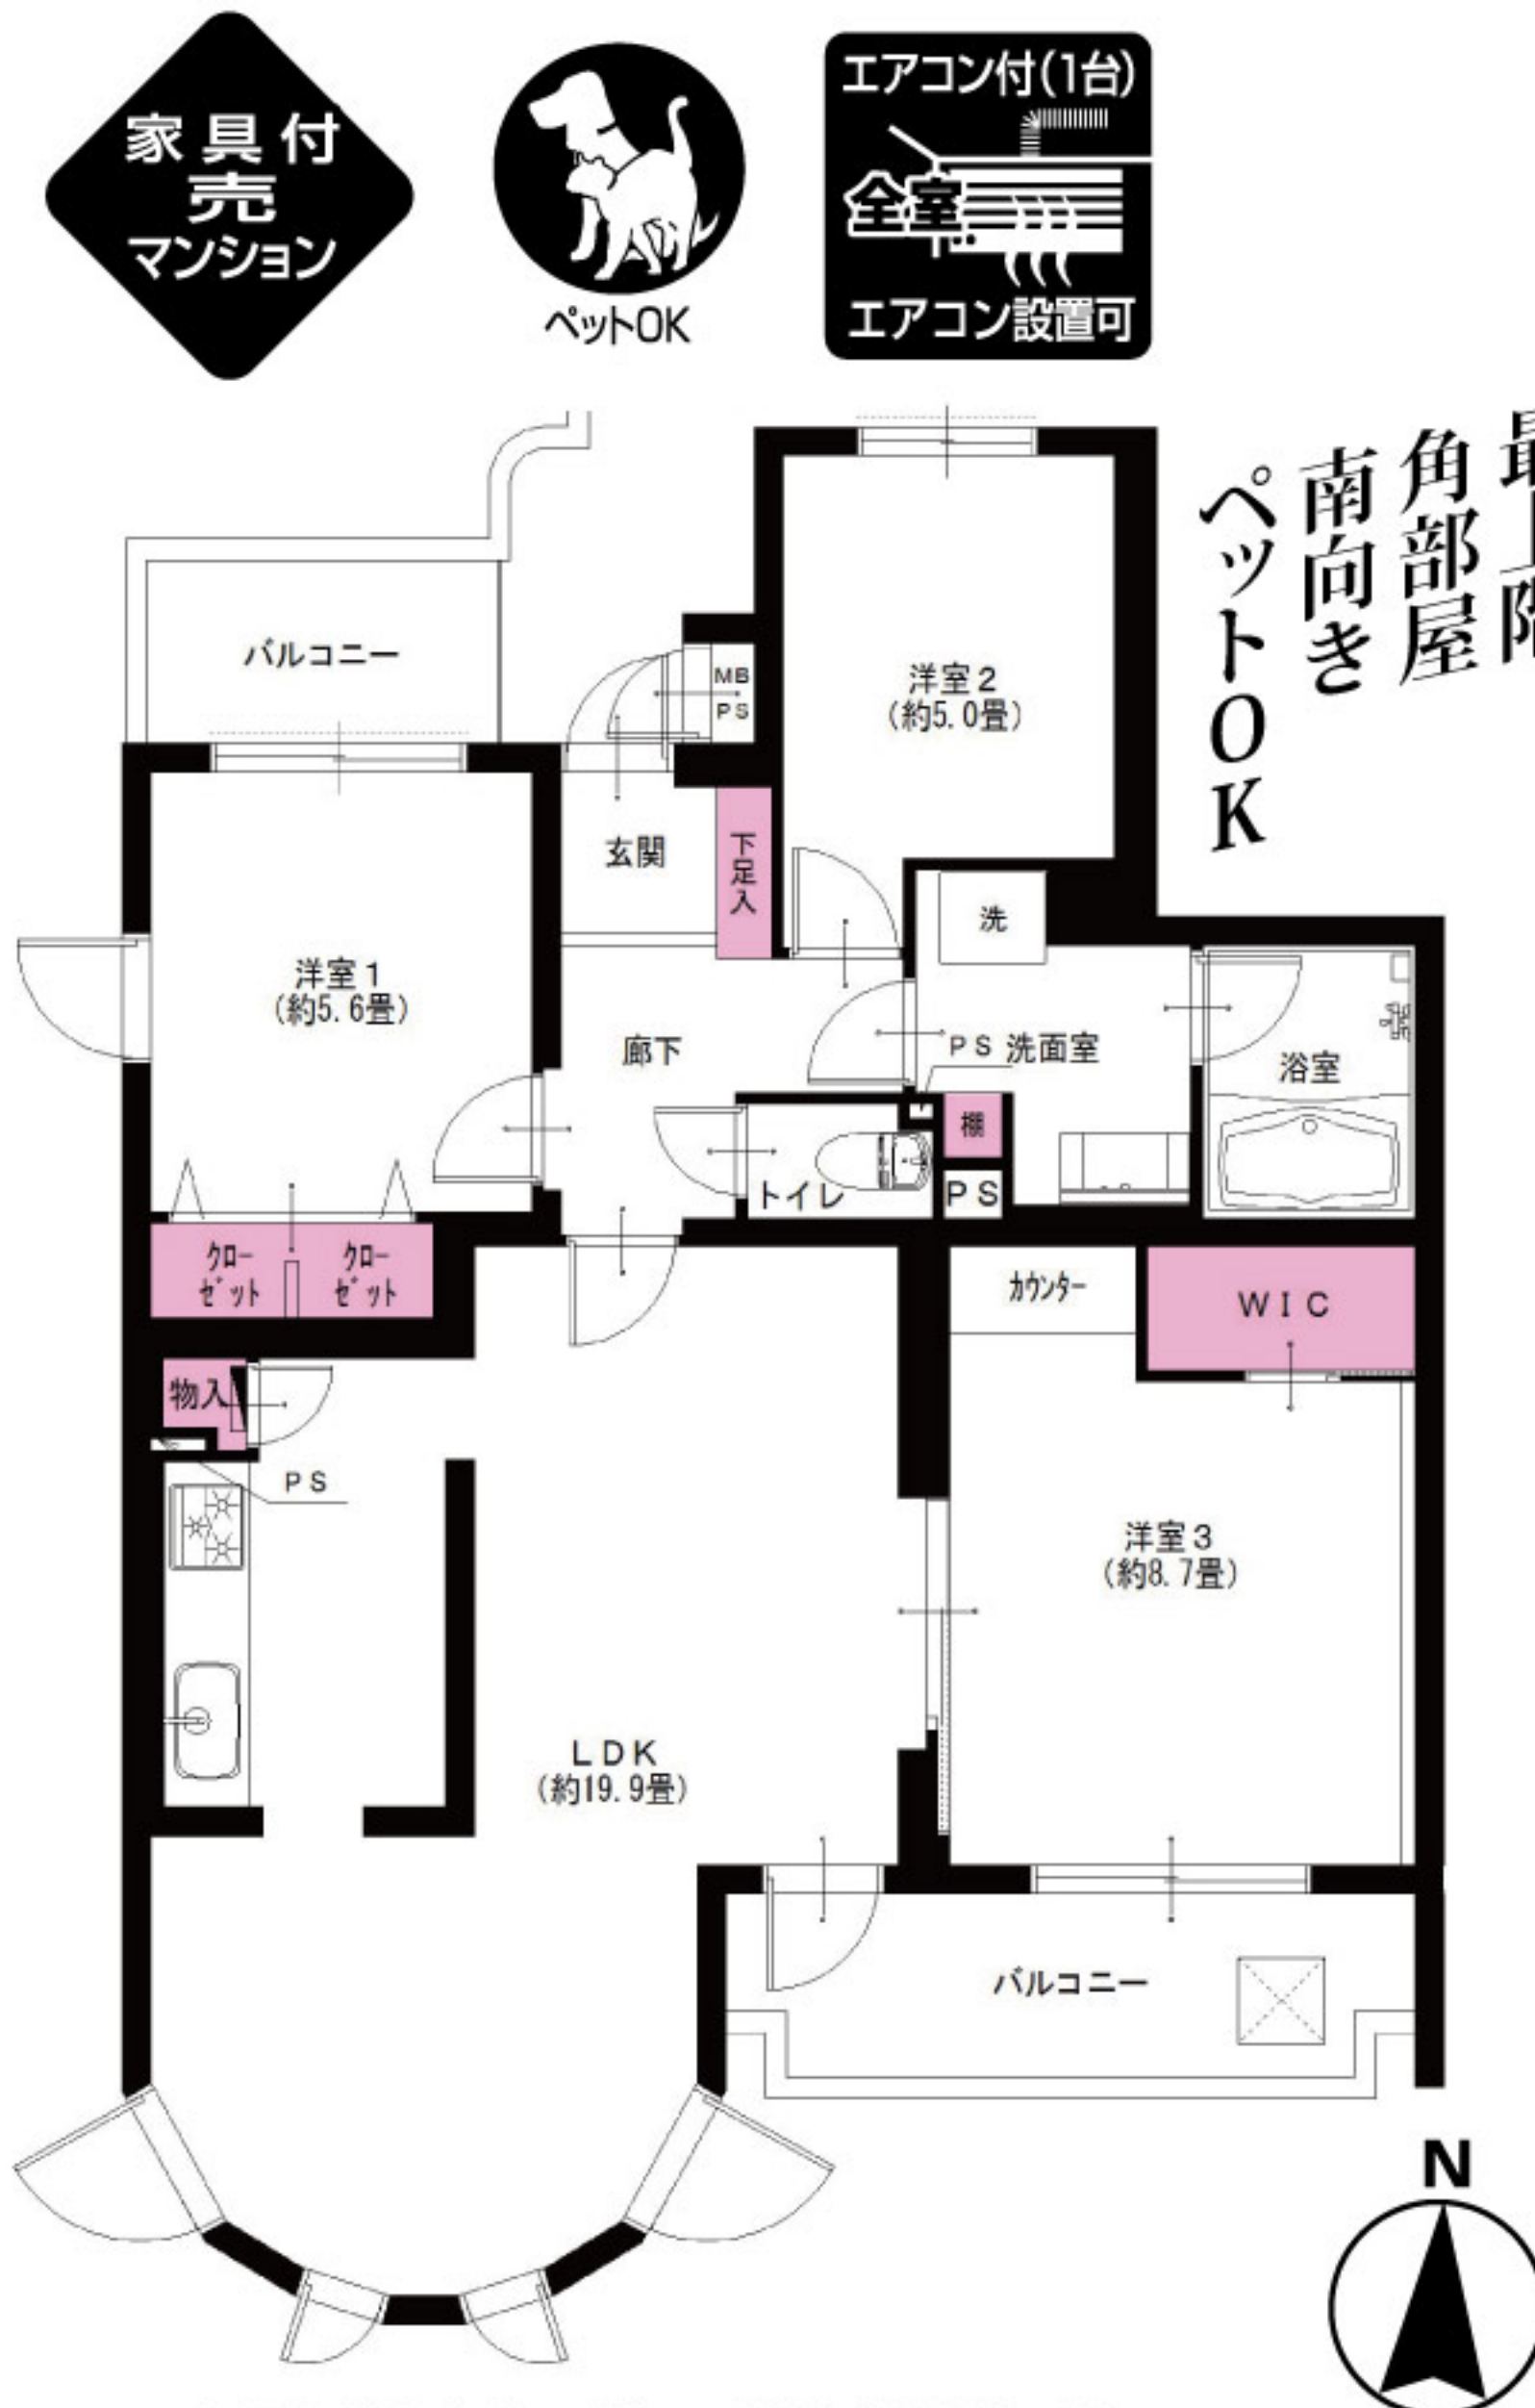 家具付
売
マンション
ペットOK
エアコン付(1台)
全室
エアコン設置可
最上階
角部屋
南向き
ペットOK
バルコニー
MB
PS
洋室2
(約5.0畳)
玄関
下足入
洗
洋室1
(約5.6畳)
廊下
PS
洗面室
浴室
棚
トイレ
PS
クロー
ゼット
クロー
ゼット
カウンター
WIC
物入
PS
洋室3
(約8.7畳)
LDK
(約19.9畳)
バルコニー
N